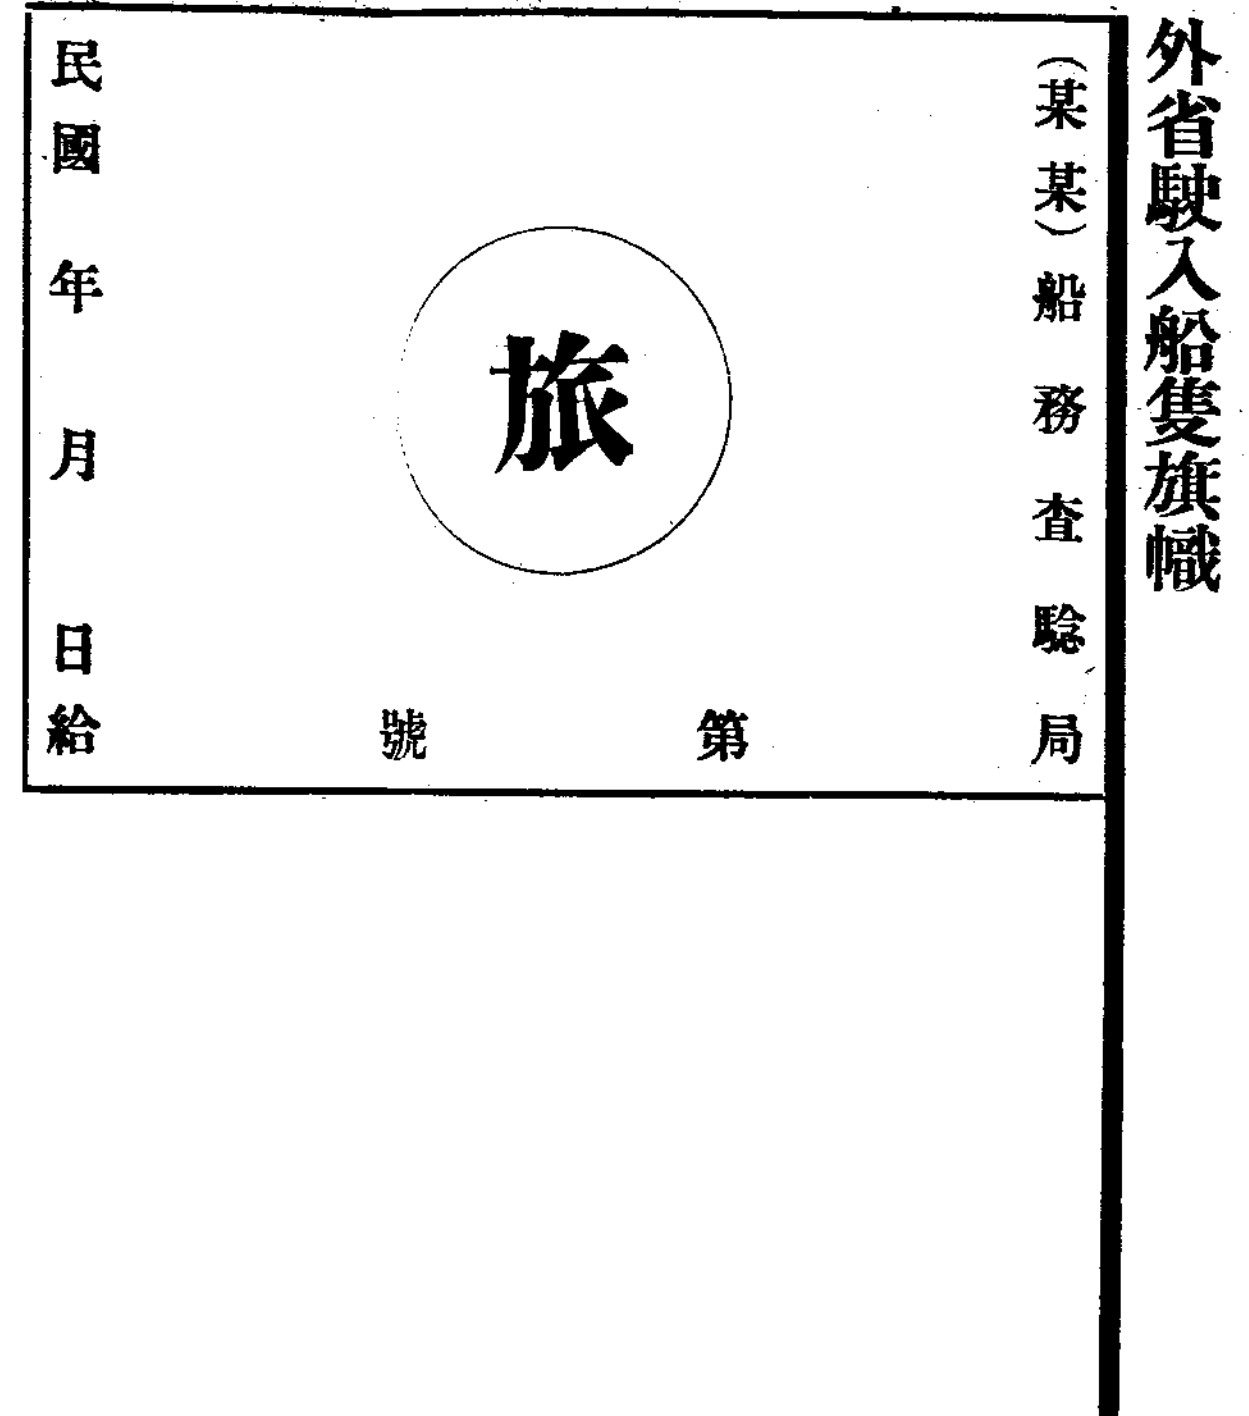 外省駛入船隻旗幟
（某某）船務查騐局
第　號
旅
民國　年　月　日給